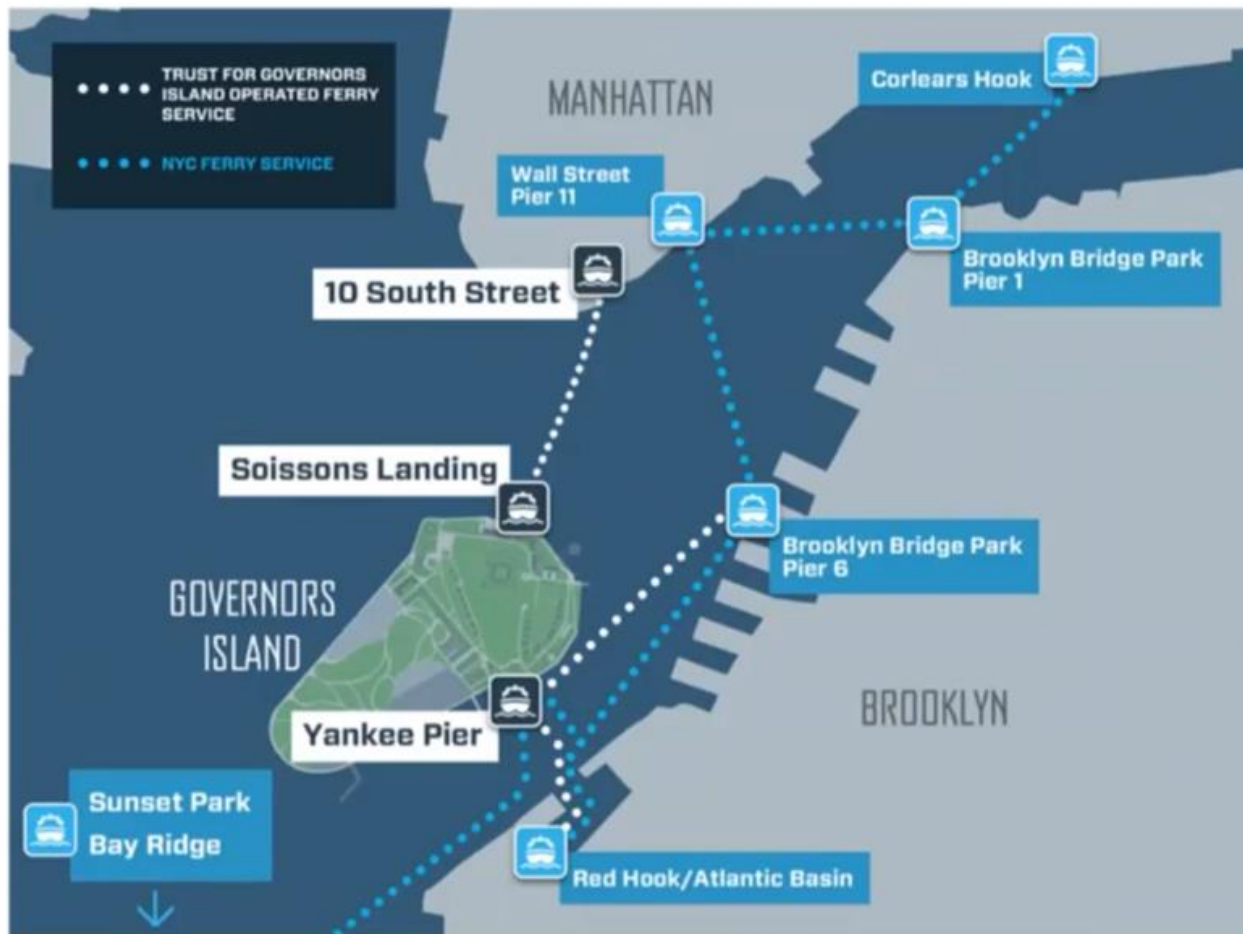 TRUST FOR GOVERNORS
ISLAND OPERATED FERRY
SERVICE
NYC FERRY SERVICE
MANHATTAN
Corlears Hook
Wall Street
Pier 11
Brooklyn Bridge Park
Pier 1
10 South Street
Soissons Landing
Brooklyn Bridge Park
Pier 6
GOVERNORS
ISLAND
BROOKLYN
Yankee Pier
Sunset Park
Bay Ridge
Red Hook/Atlantic Basin